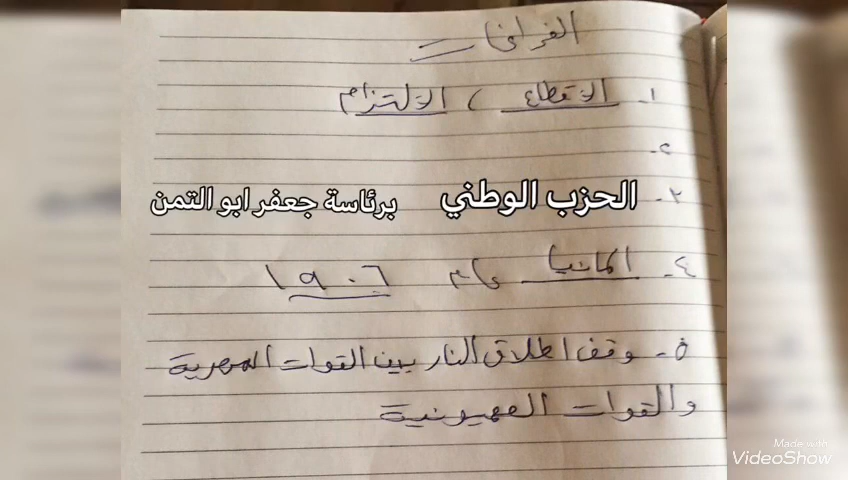 الفراغات
١- الاقطاع ، الالتزام
٢-
٣- الحزب الوطني برئاسة جعفر ابو التمن
٤- المانيا عام ١٩٠٦
٥- وقف اطلاق النار بين القوات المصرية
والقوات الصهيونية
Made with
VideoShow